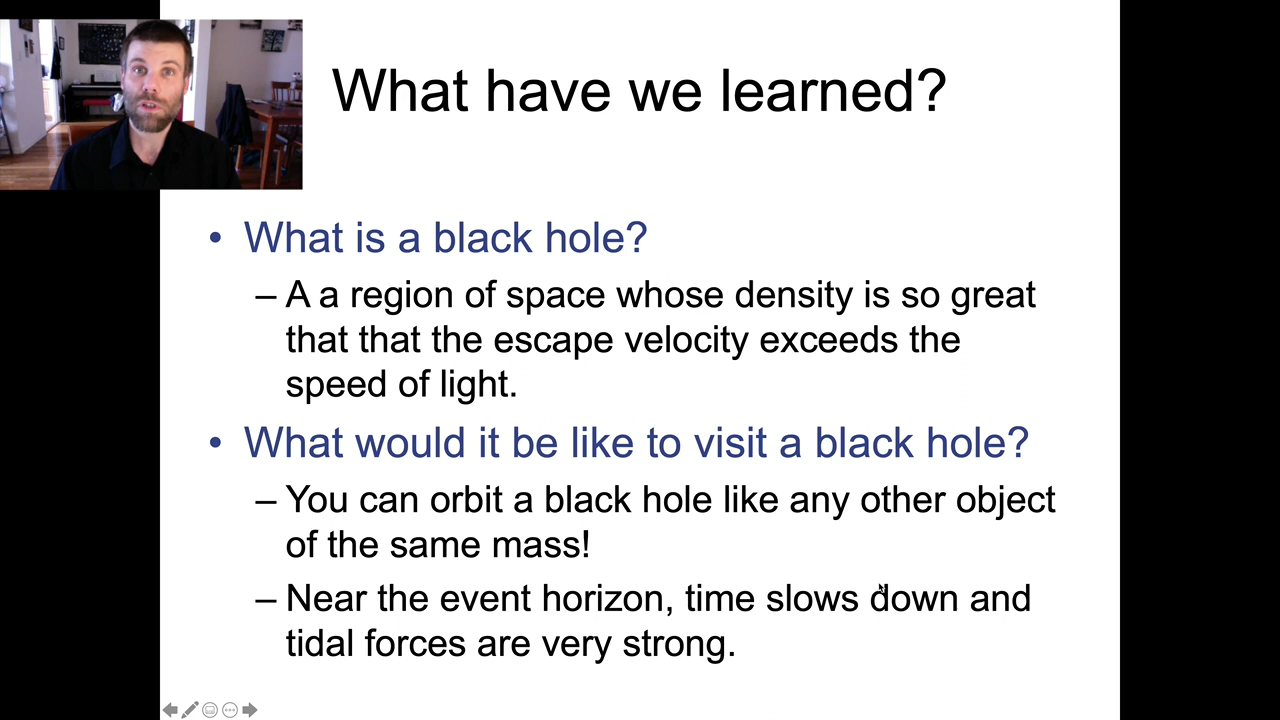 What have we learned?
• What is a black hole?
– A a region of space whose density is so great
that that the escape velocity exceeds the
speed of light.
• What would it be like to visit a black hole?
– You can orbit a black hole like any other object
of the same mass!
– Near the event horizon, time slows down and
tidal forces are very strong.